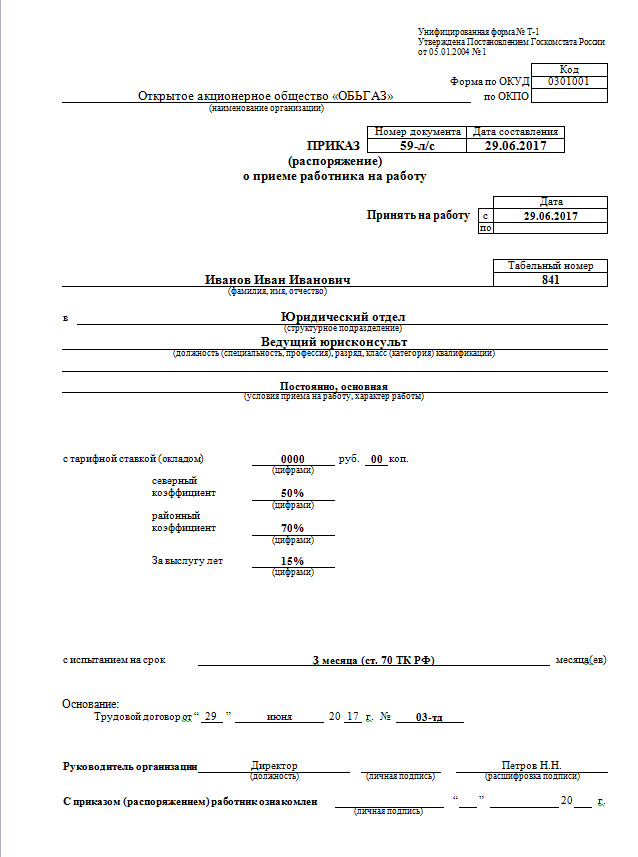 Унифицированная форма № Т-1
Утверждена Постановлением Госкомстата России
от 05.01.2004 № 1
Код
Форма по ОКУД 0301001
Открытое акционерное общество «ОБЬГАЗ» по ОКПО
(наименование организации)
Номер документа Дата составления
ПРИКАЗ 59-л/с 29.06.2017
(распоряжение)
о приеме работника на работу
Дата
Принять на работу с 29.06.2017
по
Табельный номер
Иванов Иван Иванович 841
(фамилия, имя, отчество)
в Юридический отдел
(структурное подразделение)
Ведущий юрисконсульт
(должность (специальность, профессия), разряд, класс (категория) квалификации)
Постоянно, основная
(условия приема на работу, характер работы)
с тарифной ставкой (окладом) 0000 руб. 00 коп.
(цифрами)
северный
коэффициент 50%
(цифрами)
районный
коэффициент 70%
(цифрами)
За выслугу лет 15%
(цифрами)
с испытанием на срок 3 месяца (ст. 70 ТК РФ) месяца(ев)
Основание:
Трудовой договор от “ 29 ” июня 20 17 г. № 03-тд
Руководитель организации Директор Петров Н.Н.
(должность) (личная подпись) (расшифровка подписи)
С приказом (распоряжением) работник ознакомлен “ ” 20 г.
(личная подпись)